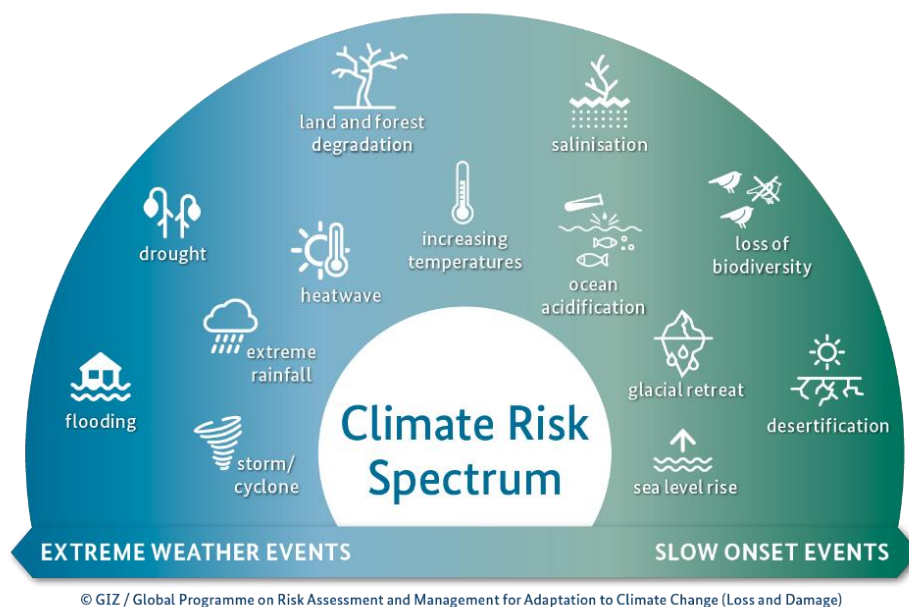 land and forest
degradation
salinisation
drought
increasing
temperatures
loss of
biodiversity
heatwave
ocean
acidification
extreme
rainfall
glacial retreat
flooding
desertification
storm/
cyclone
sea level rise
Climate Risk
Spectrum
EXTREME WEATHER EVENTS
SLOW ONSET EVENTS
© GIZ / Global Programme on Risk Assessment and Management for Adaptation to Climate Change (Loss and Damage)